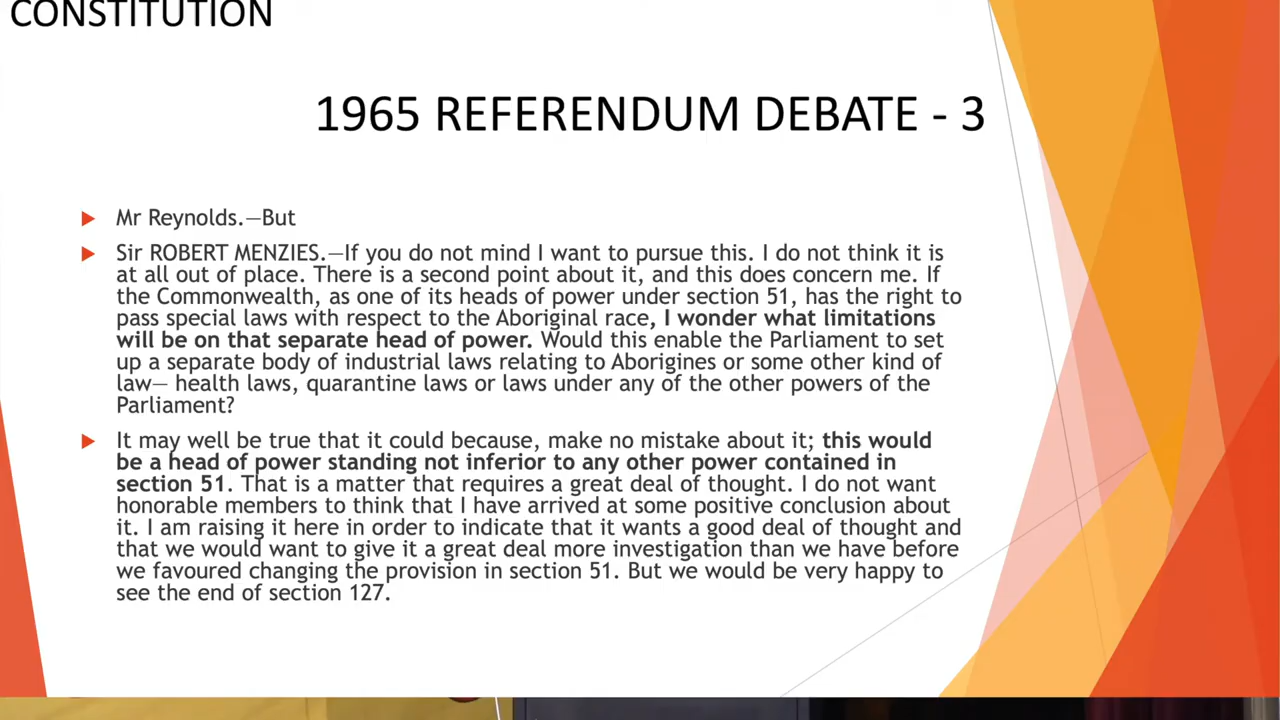 CONSTITUTION
1965 REFERENDUM DEBATE - 3
Mr Reynolds.—But
Sir ROBERT MENZIES.—If you do not mind I want to pursue this. I do not think it is
at all out of place. There is a second point about it, and this does concern me. If
the Commonwealth, as one of its heads of power under section 51, has the right to
pass special laws with respect to the Aboriginal race, I wonder what limitations
will be on that separate head of power. Would this enable the Parliament to set
up a separate body of industrial laws relating to Aborigines or some other kind of
law— health laws, quarantine laws or laws under any of the other powers of the
Parliament?
It may well be true that it could because, make no mistake about it; this would
be a head of power standing not inferior to any other power contained in
section 51. That is a matter that requires a great deal of thought. I do not want
honorable members to think that I have arrived at some positive conclusion about
it. I am raising it here in order to indicate that it wants a good deal of thought and
that we would want to give it a great deal more investigation than we have before
we favoured changing the provision in section 51. But we would be very happy to
see the end of section 127.